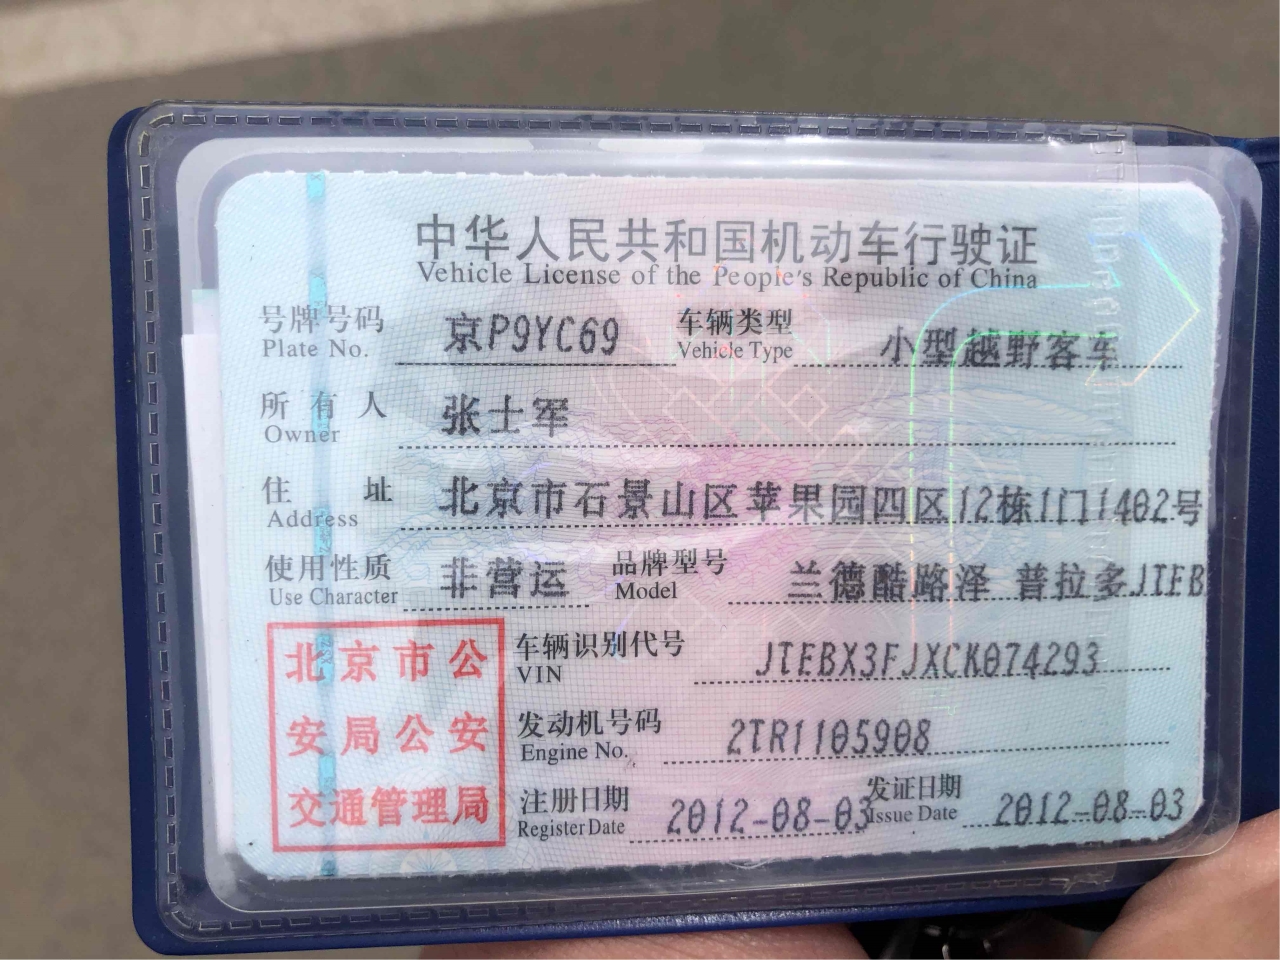 中华人民共和国机动车行驶证
Vehicle License of the People's Republic of China
号牌号码 京P9YC69 车辆类型 小型越野客车
Plate No. Vehicle Type
所有人 张士军
Owner
住址 北京市石景山区苹果园四区12栋1门1402号
Address
使用性质 非营运 品牌型号 兰德酷路泽 普拉多JTEB
Use Character Model
北京市公
安局公安
交通管理局
车辆识别代号 JTEBX3FJXCK074293
VIN
发动机号码 2TR1105908
Engine No.
注册日期 2012-08-03 发证日期 2012-08-03
Register Date Issue Date